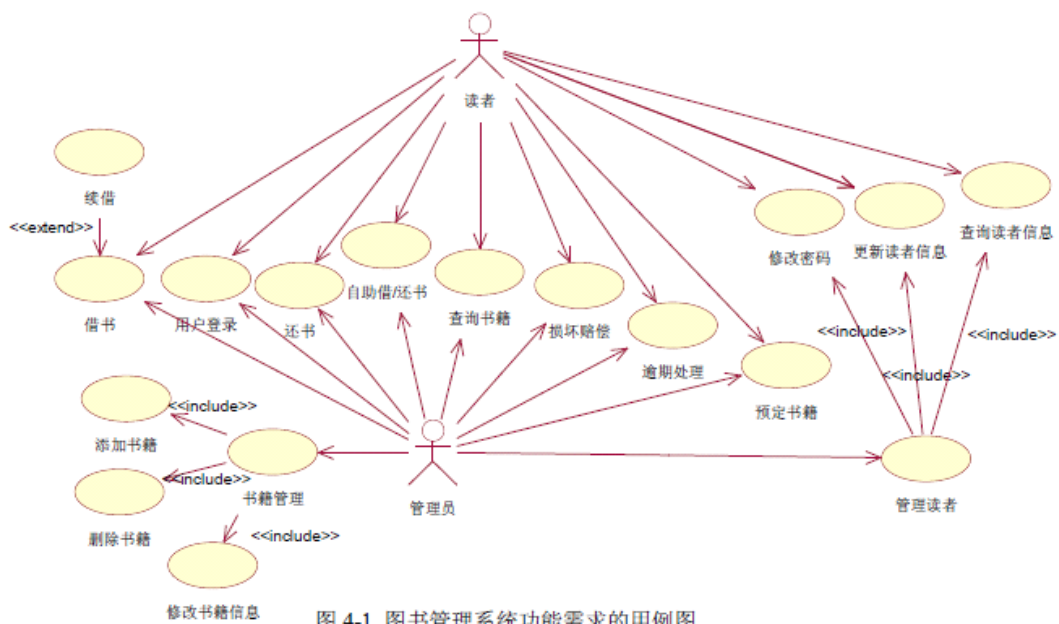 读者
续借
<<extend>>
查询读者信息
更新读者信息
修改密码
自助借/还书
借书
用户登录
还书
查询书籍
损坏赔偿
<<include>>
<<include>>
逾期处理
<<include>>
预定书籍
<<include>>
添加书籍
<<include>>
书籍管理
管理员
管理读者
删除书籍
<<include>>
修改书籍信息
图 4-1 图书管理系统功能需求的用例图